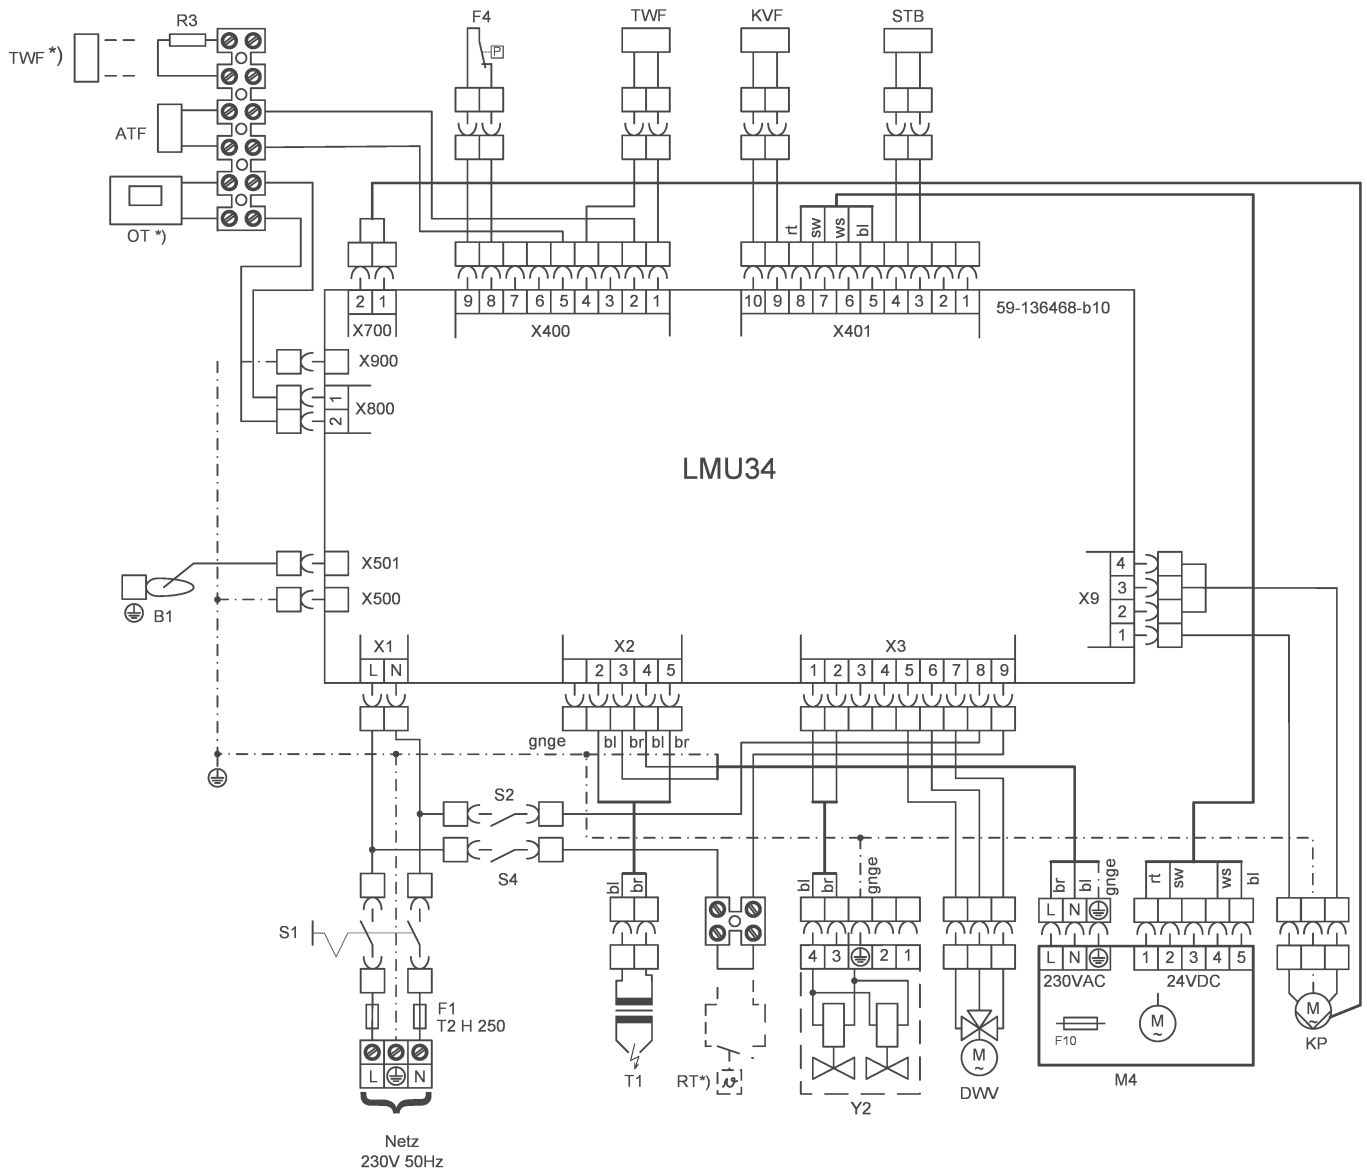 R3 F4 TWF KVF STB
P
TWF *)
ATF
OT *)
rt sw ws bl
2 1 9 8 7 6 5 4 3 2 1 10 9 8 7 6 5 4 3 2 1 59-136468-b10
X700 X400 X401
X900
1 X800
2
LMU34
X501
B1 X500
4
3
X9 2
1
X1 X2 X3
L N 2 3 4 5 1 2 3 4 5 6 7 8 9
gnge bl br bl br
S2
S4
bl br bl br gnge br bl gnge rt sw ws bl
L N
S1
4 3 2 1 L N 1 2 3 4 5
230VAC 24VDC
F1
T2 H 250
F10 M ~
M ~ KP
L N
T1 RT*) ϑ M ~
DWV
M4
Y2
Netz
230V 50Hz